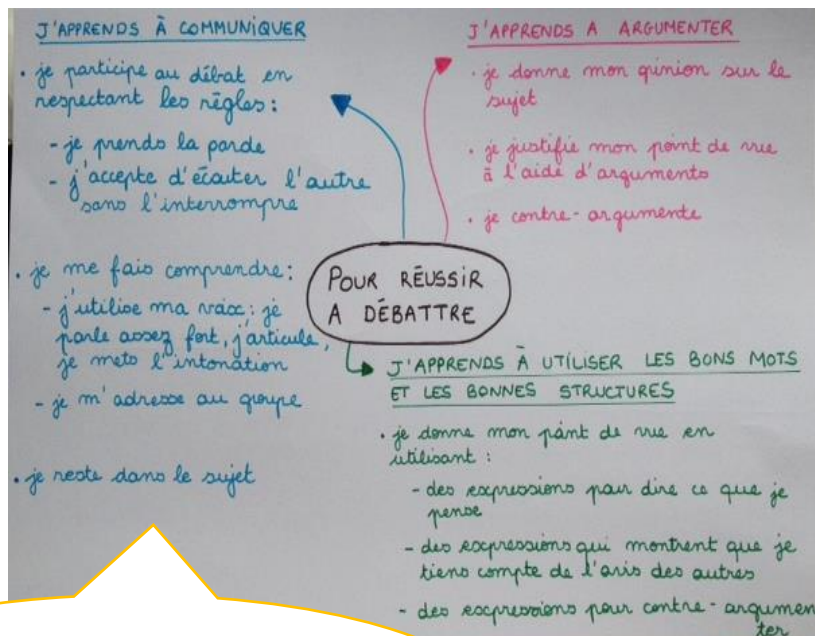 J'APPRENDS À COMMUNIQUER
• je participe au débat en
respectant les règles :
- je prends la parole
- j'accepte d'écouter l'autre
sans l'interrompre
• je me fais comprendre :
- j'utilise ma voix : je
parle assez fort, j'articule,
je mets l'intonation
- je m'adresse au groupe
• je reste dans le sujet
POUR RÉUSSIR
A DÉBATTRE
J'APPRENDS A ARGUMENTER
• je donne mon opinion sur le
sujet
• je justifie mon point de vue
à l'aide d'arguments
• je contre-argumente
J'APPRENDS À UTILISER LES BONS MOTS
ET LES BONNES STRUCTURES
• je donne mon point de vue en
utilisant :
- des expressions pour dire ce que je
pense
- des expressions qui montrent que je
tiens compte de l'avis des autres
- des expressions pour contre-argumen
ter